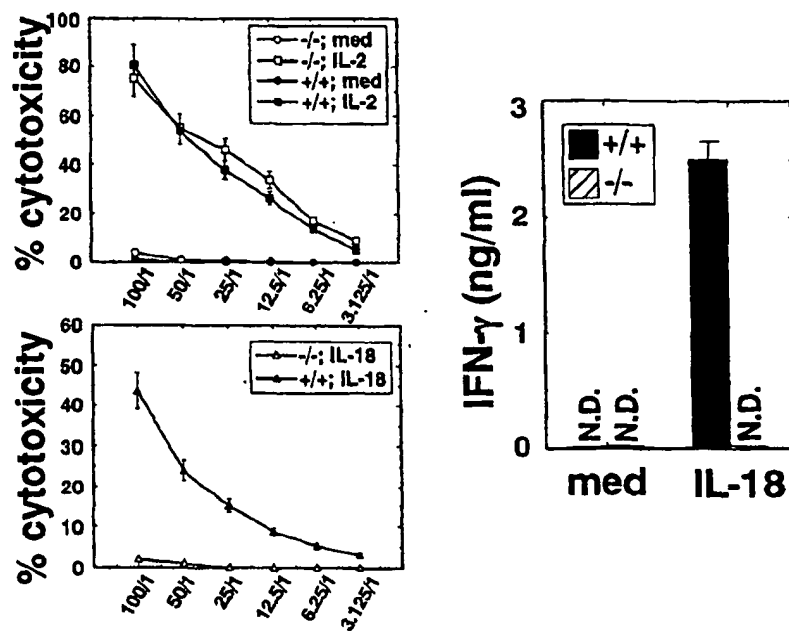 % cytotoxicity
100
80
60
40
20
0
-/-; med
-/-; IL-2
+/+; med
+/+; IL-2
100/1
50/1
25/1
12.5/1
6.25/1
3.125/1
% cytotoxicity
60
50
40
30
20
10
0
-/-; IL-18
+/+; IL-18
100/1
50/1
25/1
12.5/1
6.25/1
3.125/1
IFN-γ (ng/ml)
3
2
1
0
+/+
-/-
N.D.
N.D.
N.D.
med
IL-18